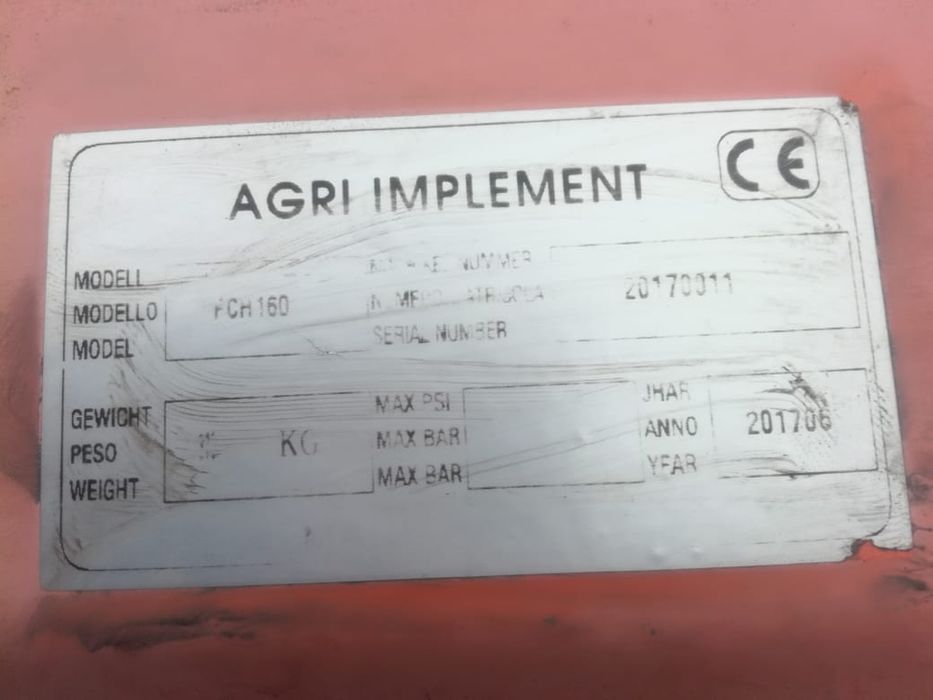 AGRI IMPLEMENT CE
MODELL NUMMER
MODELLO 20170011
MODEL SERIAL NUMBER
GEWICHT MAX PSI JHAR
PESO KG MAX BAR ANNO 201706
WEIGHT MAX BAR YEAR